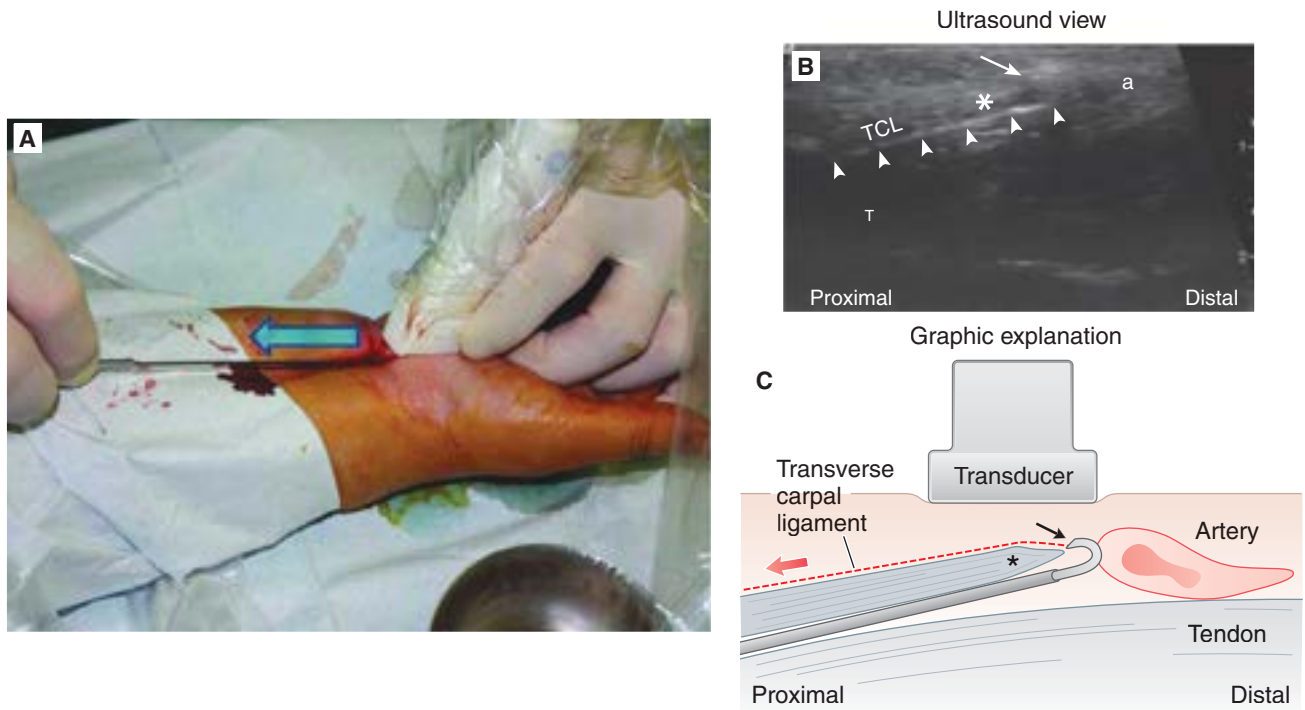 Ultrasound view
A
B
a
*
TCL
T
Proximal
Distal
Graphic explanation
C
Transducer
Transverse
carpal
ligament
Artery
*
Tendon
Proximal
Distal